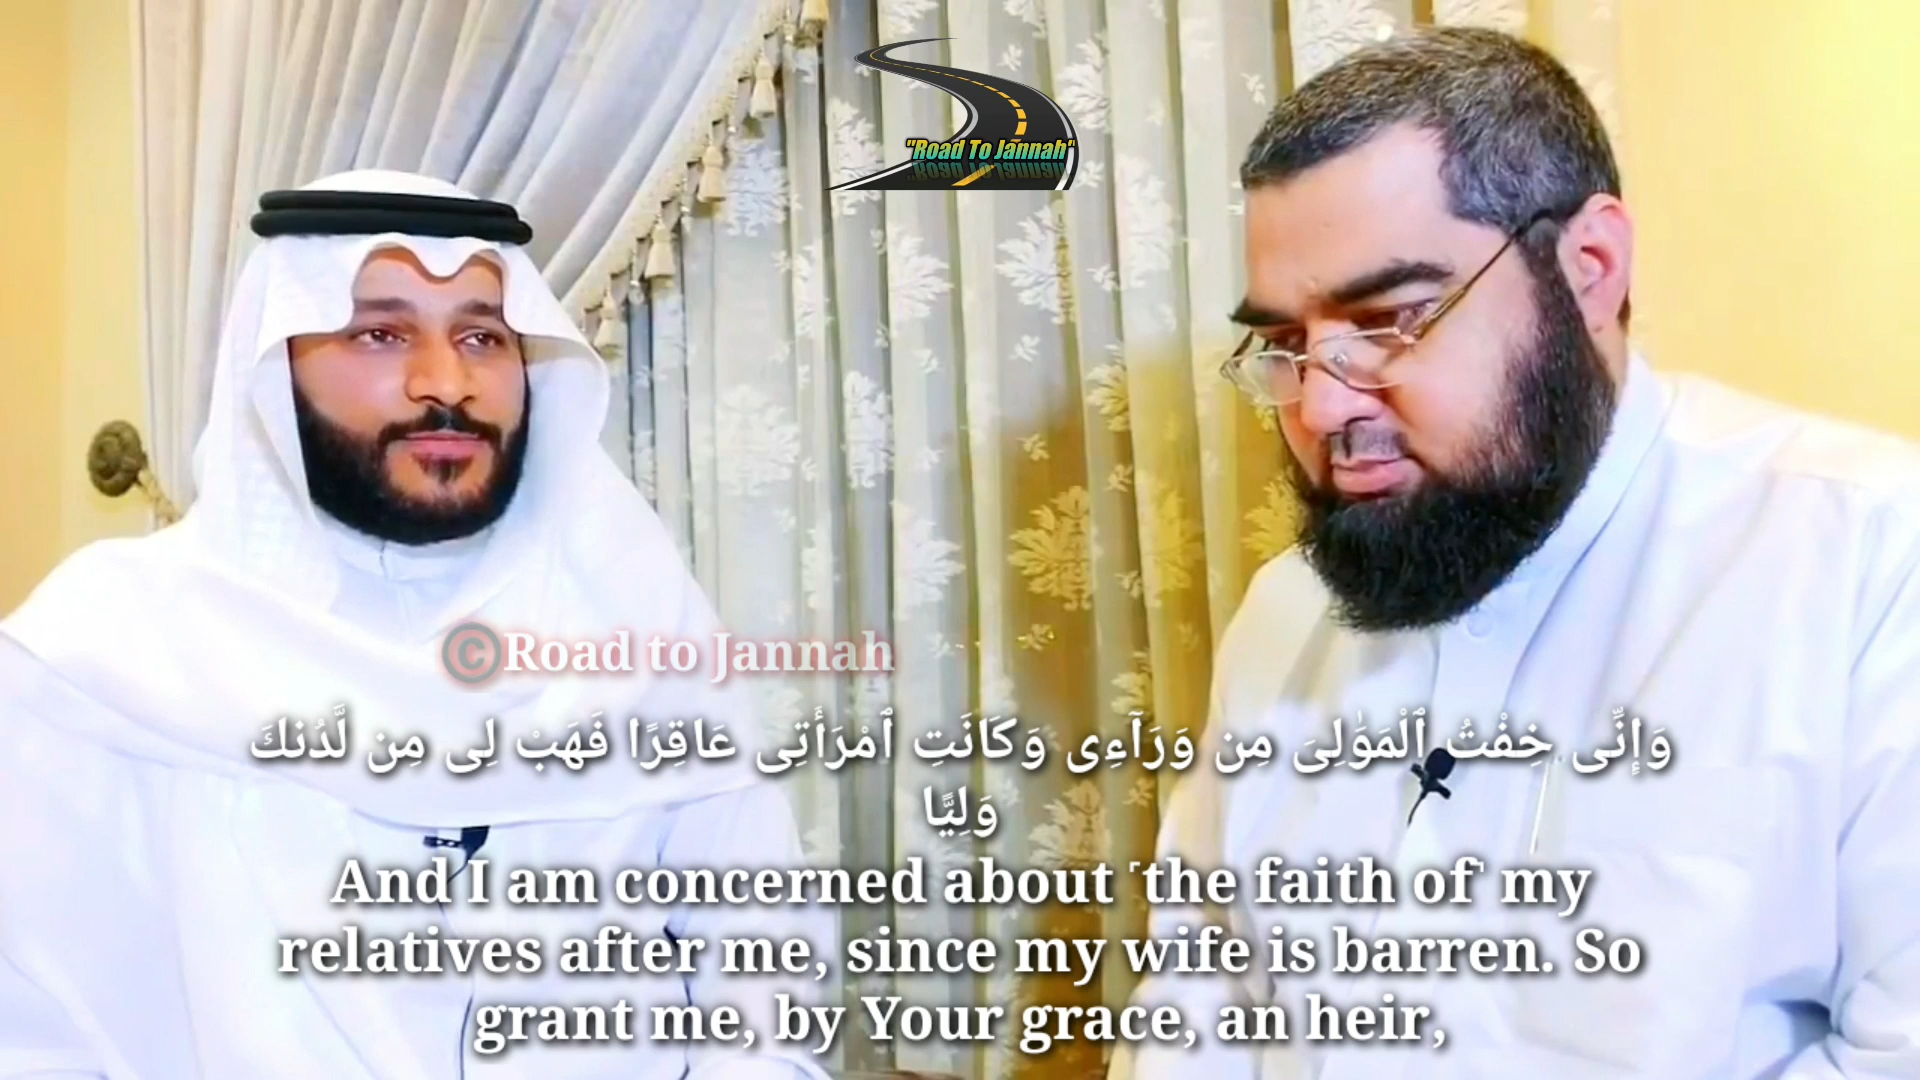 "Road To Jannah"
©Road to Jannah
وَإِنِّى خِفْتُ ٱلْمَوَٰلِىَ مِن وَرَآءِى وَكَانَتِ ٱمْرَأَتِى عَاقِرًا فَهَبْ لِى مِن لَّدُنكَ
وَلِيًّا
And I am concerned about ˹the faith of˺ my
relatives after me, since my wife is barren. So
grant me, by Your grace, an heir,